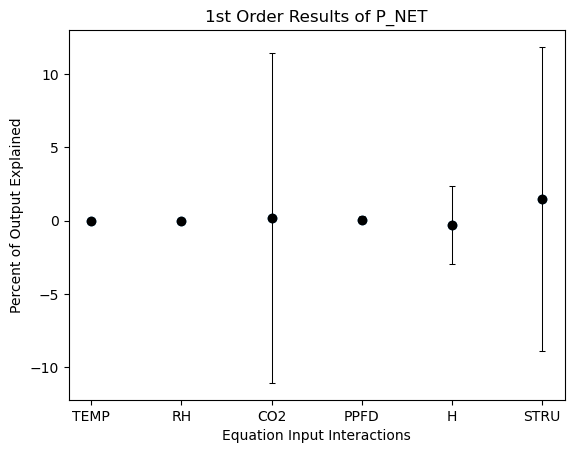 1st Order Results of P_NET
Percent of Output Explained
10
5
0
−5
−10
TEMP RH CO2 PPFD H STRU
Equation Input Interactions